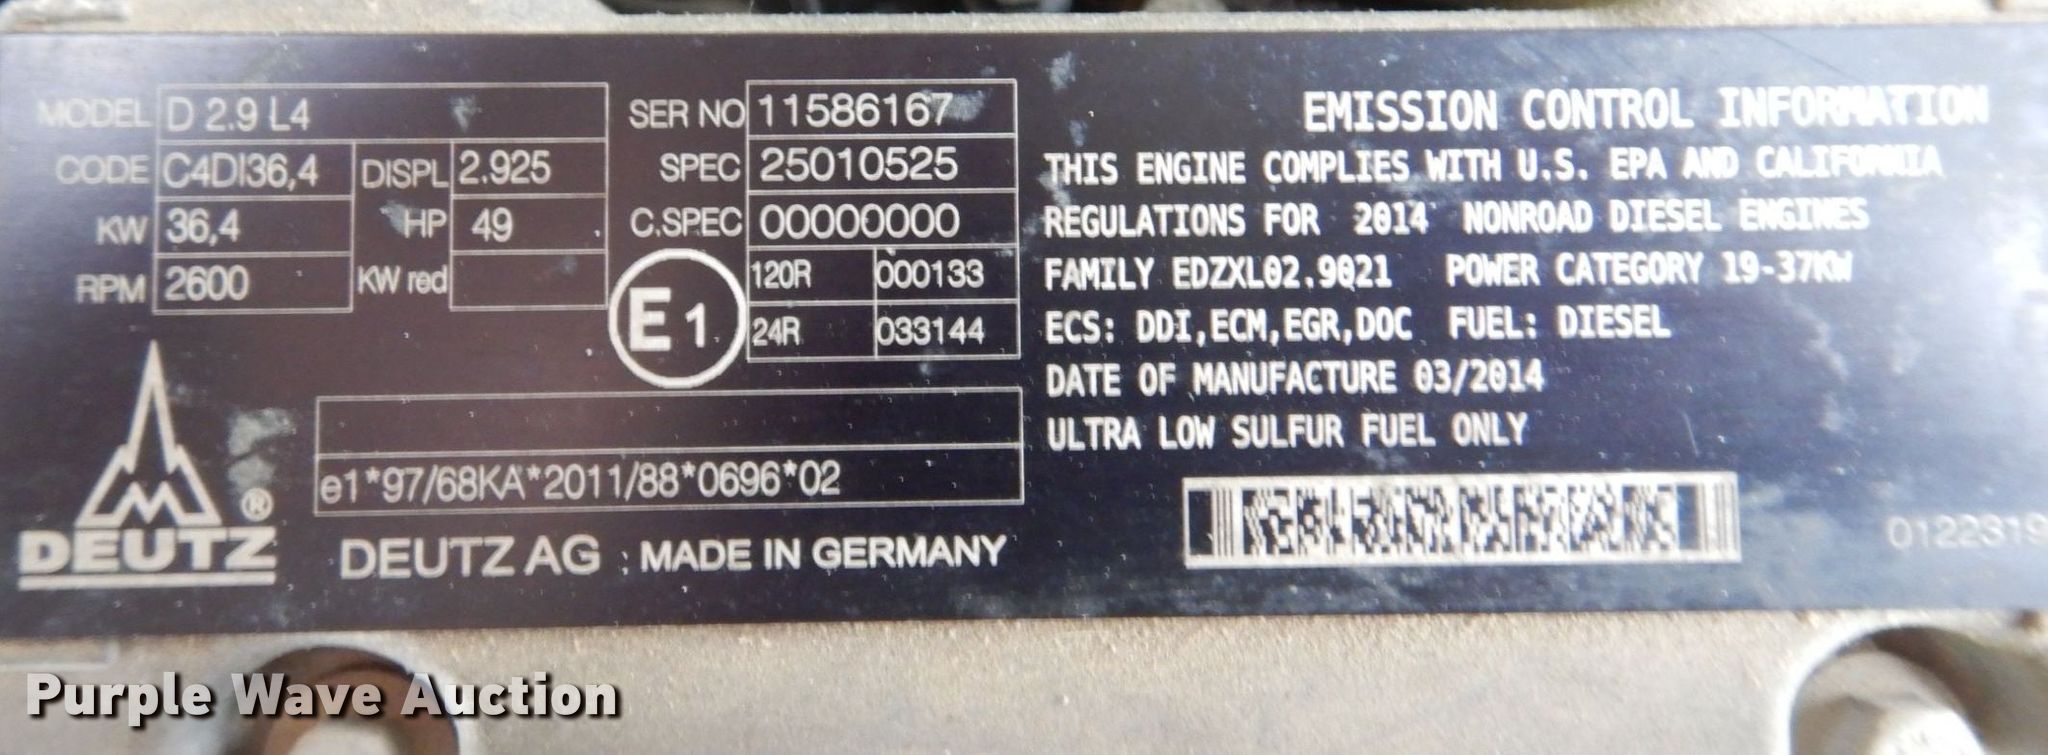 MODEL D 2.9 L4
CODE C4DI36,4 DISPL 2.925
KW 36,4 HP 49
RPM 2600 KW red
SER NO 11586167
SPEC 25010525
C.SPEC 00000000
E1 120R 000133
24R 033144
e1*97/68KA*2011/88*0696*02
DEUTZ ®
DEUTZ AG MADE IN GERMANY
EMISSION CONTROL INFORMATION
THIS ENGINE COMPLIES WITH U.S. EPA AND CALIFORNIA
REGULATIONS FOR 2014 NONROAD DIESEL ENGINES
FAMILY EDZXL02.9021 POWER CATEGORY 19-37KW
ECS: DDI,ECM,EGR,DOC FUEL: DIESEL
DATE OF MANUFACTURE 03/2014
ULTRA LOW SULFUR FUEL ONLY
Purple Wave Auction